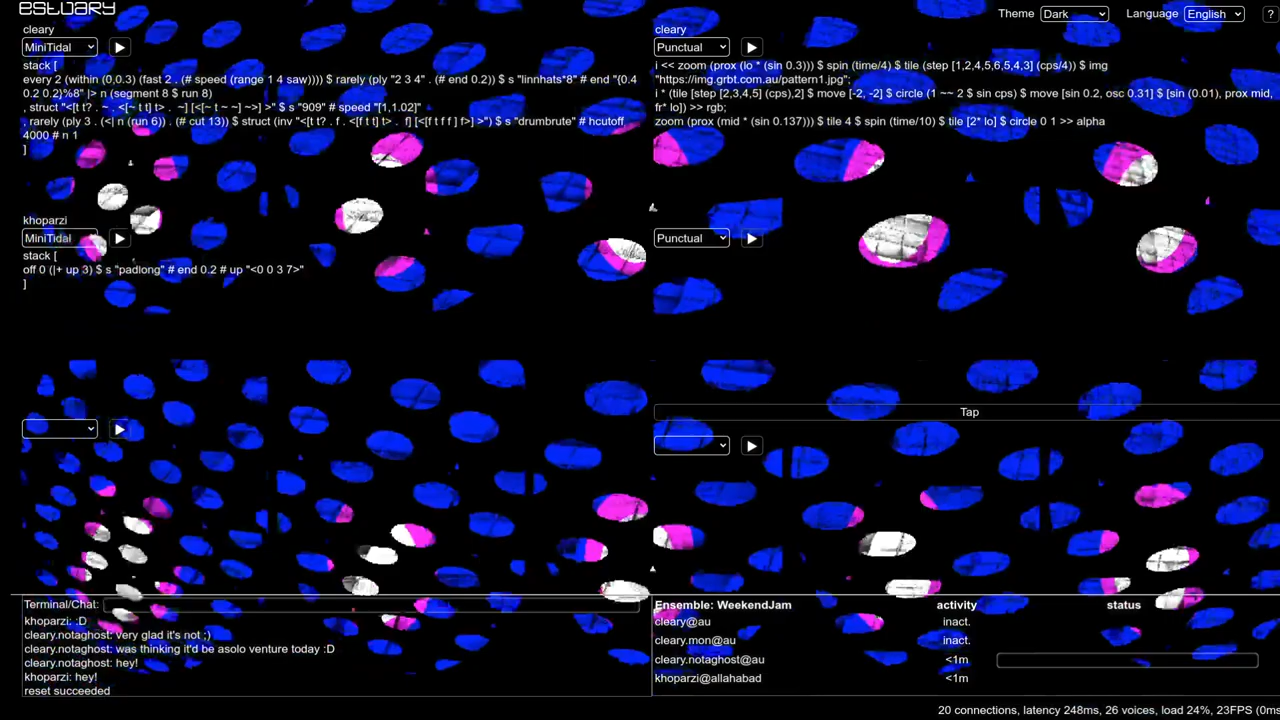 estuary
Theme Dark Language English ?
cleary
MiniTidal
stack [
every 2 (within (0,0.3) (fast 2 . (# speed (range 1 4 saw)))) $ rarely (ply "2 3 4" . (# end 0.2)) $ s "linnhats*8" # end "{0.4
0.2 0.2}%8" |> n (segment 8 $ run 8)
, struct "<[t t? . ~ . <[~ t t] t> . ~] [<[~ t ~ ~] ~>] >" $ s "909" # speed "[1,1.02]"
, rarely (ply 3 . (<| n (run 6)) . (# cut 13)) $ struct (inv "<[t t? . f . <[f t t] t> . f] [<[f t f f] f>] >") $ s "drumbrute" # hcutoff
4000 # n 1
]
cleary
Punctual
i << zoom (prox (lo * (sin 0.3))) $ spin (time/4) $ tile (step [1,2,4,5,6,5,4,3] (cps/4)) $ img
"https://img.grbt.com.au/pattern1.jpg";
i * (tile [step [2,3,4,5] (cps),2] $ move [-2, -2] $ circle (1 ~~ 2 $ sin cps) $ move [sin 0.2, osc 0.31] $ [sin (0.01), prox mid,
fr* lo]) >> rgb;
zoom (prox (mid * (sin 0.137))) $ tile 4 $ spin (time/10) $ tile [2* lo] $ circle 0 1 >> alpha
khoparzi
MiniTidal
stack [
off 0 (|+ up 3) $ s "padlong" # end 0.2 # up "<0 0 3 7>"
]
Punctual
Tap
Terminal/Chat:
khoparzi: :D
cleary.notaghost: very glad it's not ;)
cleary.notaghost: was thinking it'd be asolo venture today :D
cleary.notaghost: hey!
khoparzi: hey!
reset succeeded
Ensemble: WeekendJam activity status
cleary@au inact.
cleary.mon@au inact.
cleary.notaghost@au <1m
khoparzi@allahabad <1m
20 connections, latency 248ms, 26 voices, load 24%, 23FPS (0ms